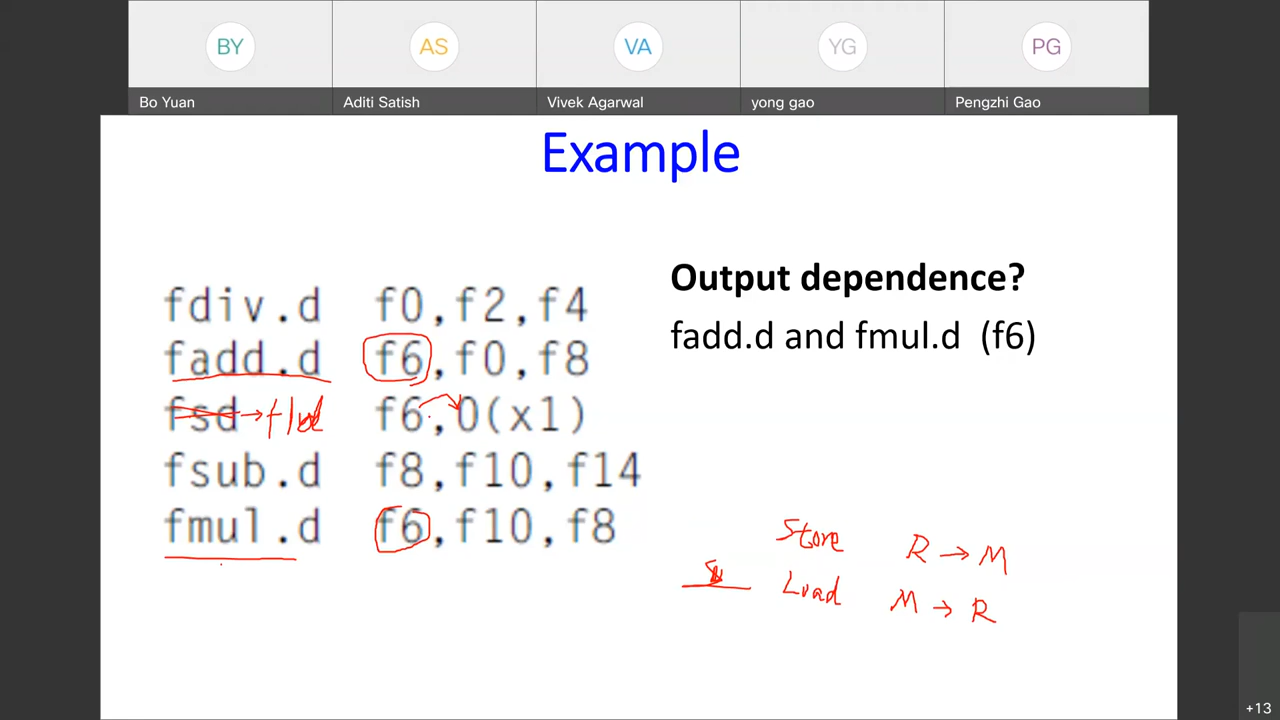 BY AS VA YG PG
Bo Yuan Aditi Satish Vivek Agarwal yong gao Pengzhi Gao
Example
Output dependence?
fadd.d and fmul.d (f6)
fdiv.d f0,f2,f4
fadd.d f6,f0,f8
fsd → f6,0(x1)
fsub.d f8,f10,f14
fmul.d f6,f10,f8
Store R → M
Load M → R
+13